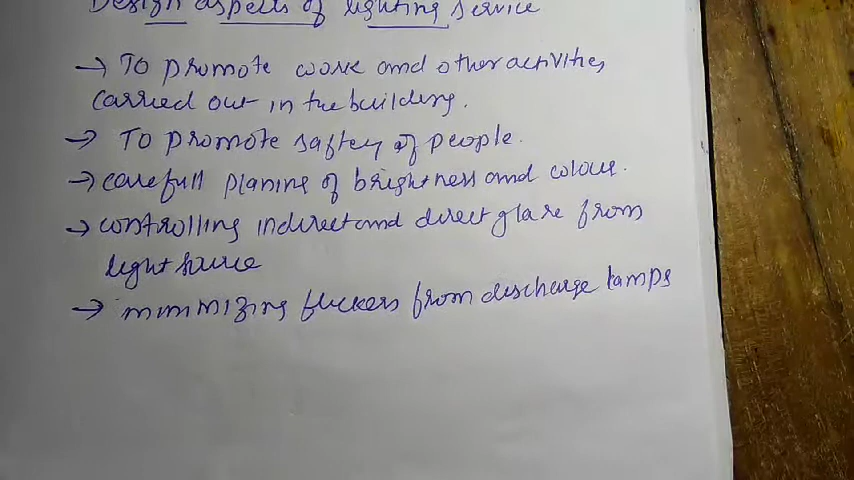 Design aspects of lighting service
→ To promote work and other activities
carried out in the building.
→ To promote saftey of people.
→ carefull planing of brightness and colour.
→ controlling indirect and direct glare from
light source
→ minimizing flickers from discharge lamps